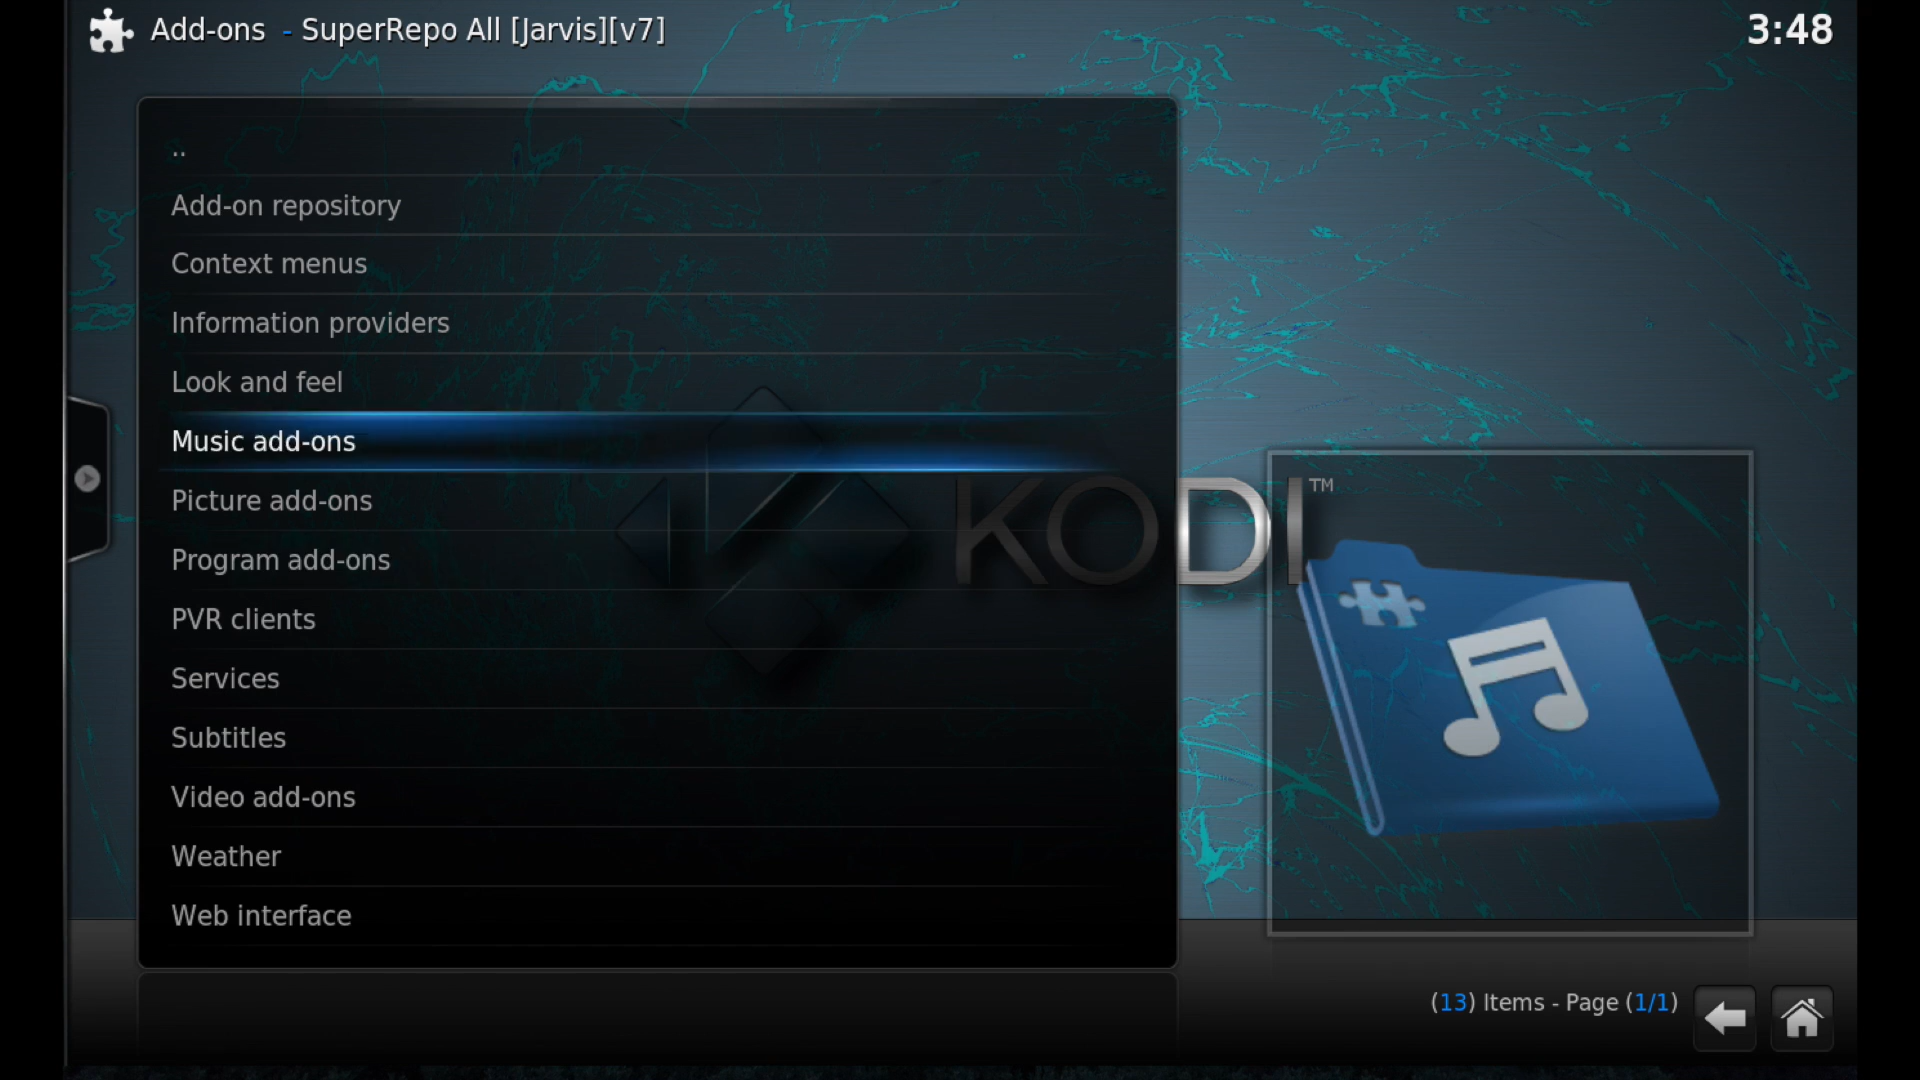 Add-ons - SuperRepo All [Jarvis][v7]
3:48
..
Add-on repository
Context menus
Information providers
Look and feel
Music add-ons
Picture add-ons
Program add-ons
PVR clients
Services
Subtitles
Video add-ons
Weather
Web interface
KODI™
(13) Items - Page (1/1)